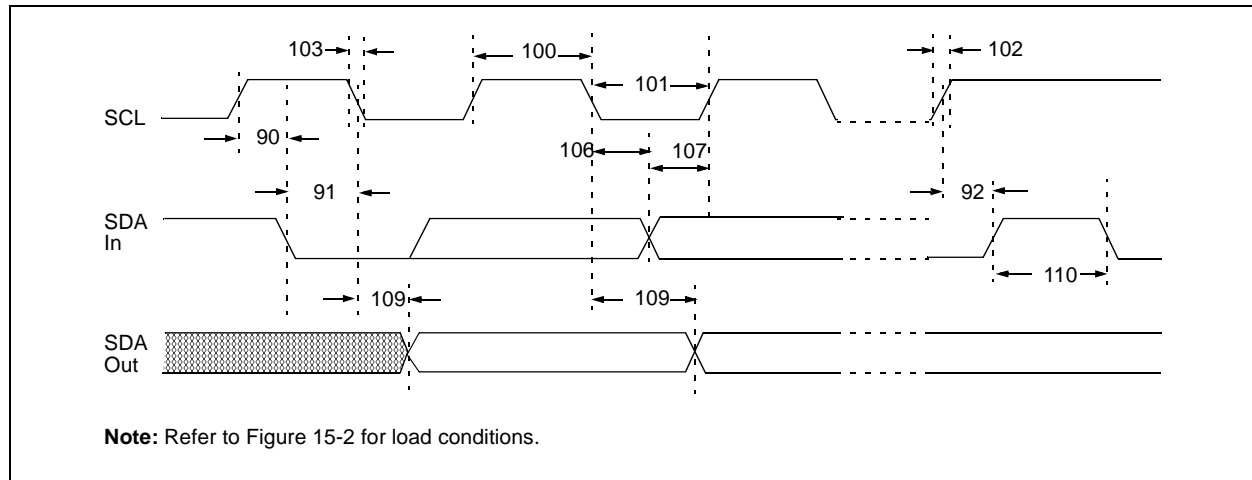 103
100
102
101
SCL
90
106
107
91
92
SDA
In
110
109
109
SDA
Out
Note: Refer to Figure 15-2 for load conditions.